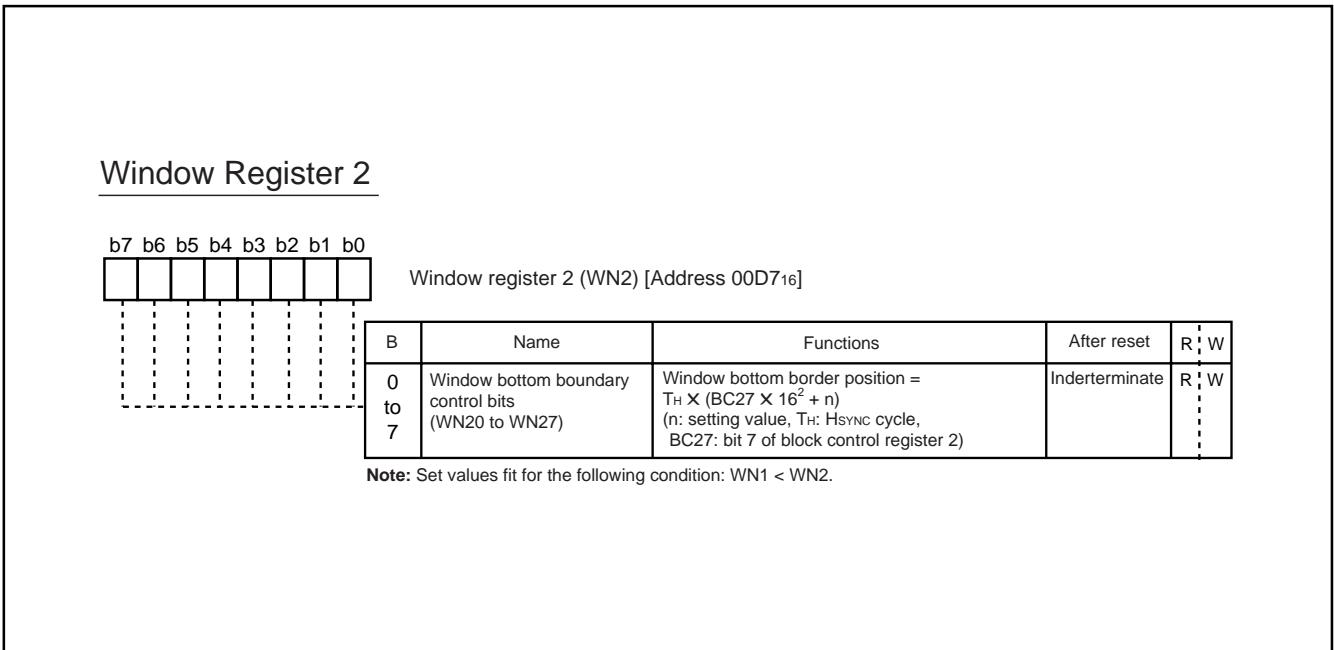 Window Register 2
b7 b6 b5 b4 b3 b2 b1 b0
Window register 2 (WN2) [Address 00D7₁₆]
B Name Functions After reset R W
0 to 7
Window bottom boundary
control bits
(WN20 to WN27)
Window bottom border position =
TH X (BC27 X 16² + n)
(n: setting value, TH: HSYNC cycle,
BC27: bit 7 of block control register 2)
Inderterminate R W
Note: Set values fit for the following condition: WN1 < WN2.